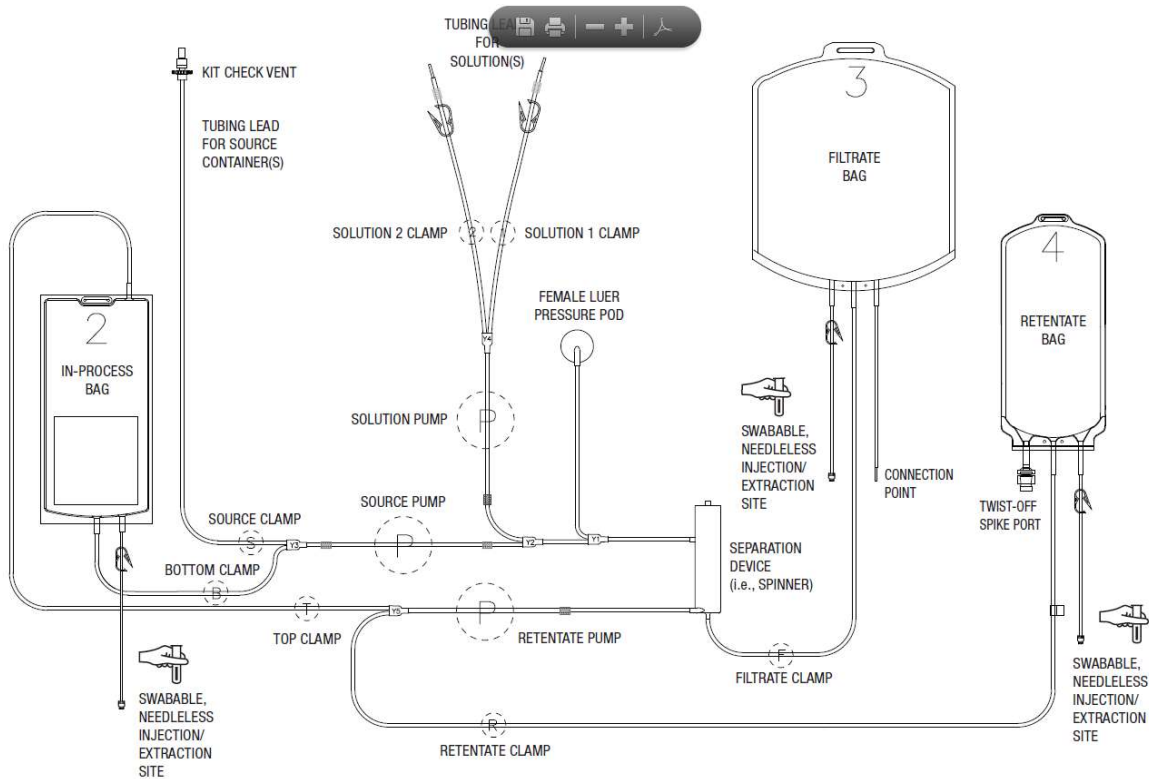 TUBING LEAD
FOR
SOLUTION(S)
KIT CHECK VENT
TUBING LEAD
FOR SOURCE
CONTAINER(S)
3
FILTRATE
BAG
SOLUTION 2 CLAMP
2
1
SOLUTION 1 CLAMP
4
RETENTATE
BAG
FEMALE LUER
PRESSURE POD
2
IN-PROCESS
BAG
Y4
SOLUTION PUMP
P
SWABABLE,
NEEDLELESS
INJECTION/
EXTRACTION
SITE
CONNECTION
POINT
TWIST-OFF
SPIKE PORT
SOURCE PUMP
P
SOURCE CLAMP
S
Y3
Y2
Y1
SEPARATION
DEVICE
(i.e., SPINNER)
BOTTOM CLAMP
B
T
TOP CLAMP
Y5
P
RETENTATE PUMP
F
FILTRATE CLAMP
SWABABLE,
NEEDLELESS
INJECTION/
EXTRACTION
SITE
SWABABLE,
NEEDLELESS
INJECTION/
EXTRACTION
SITE
R
RETENTATE CLAMP